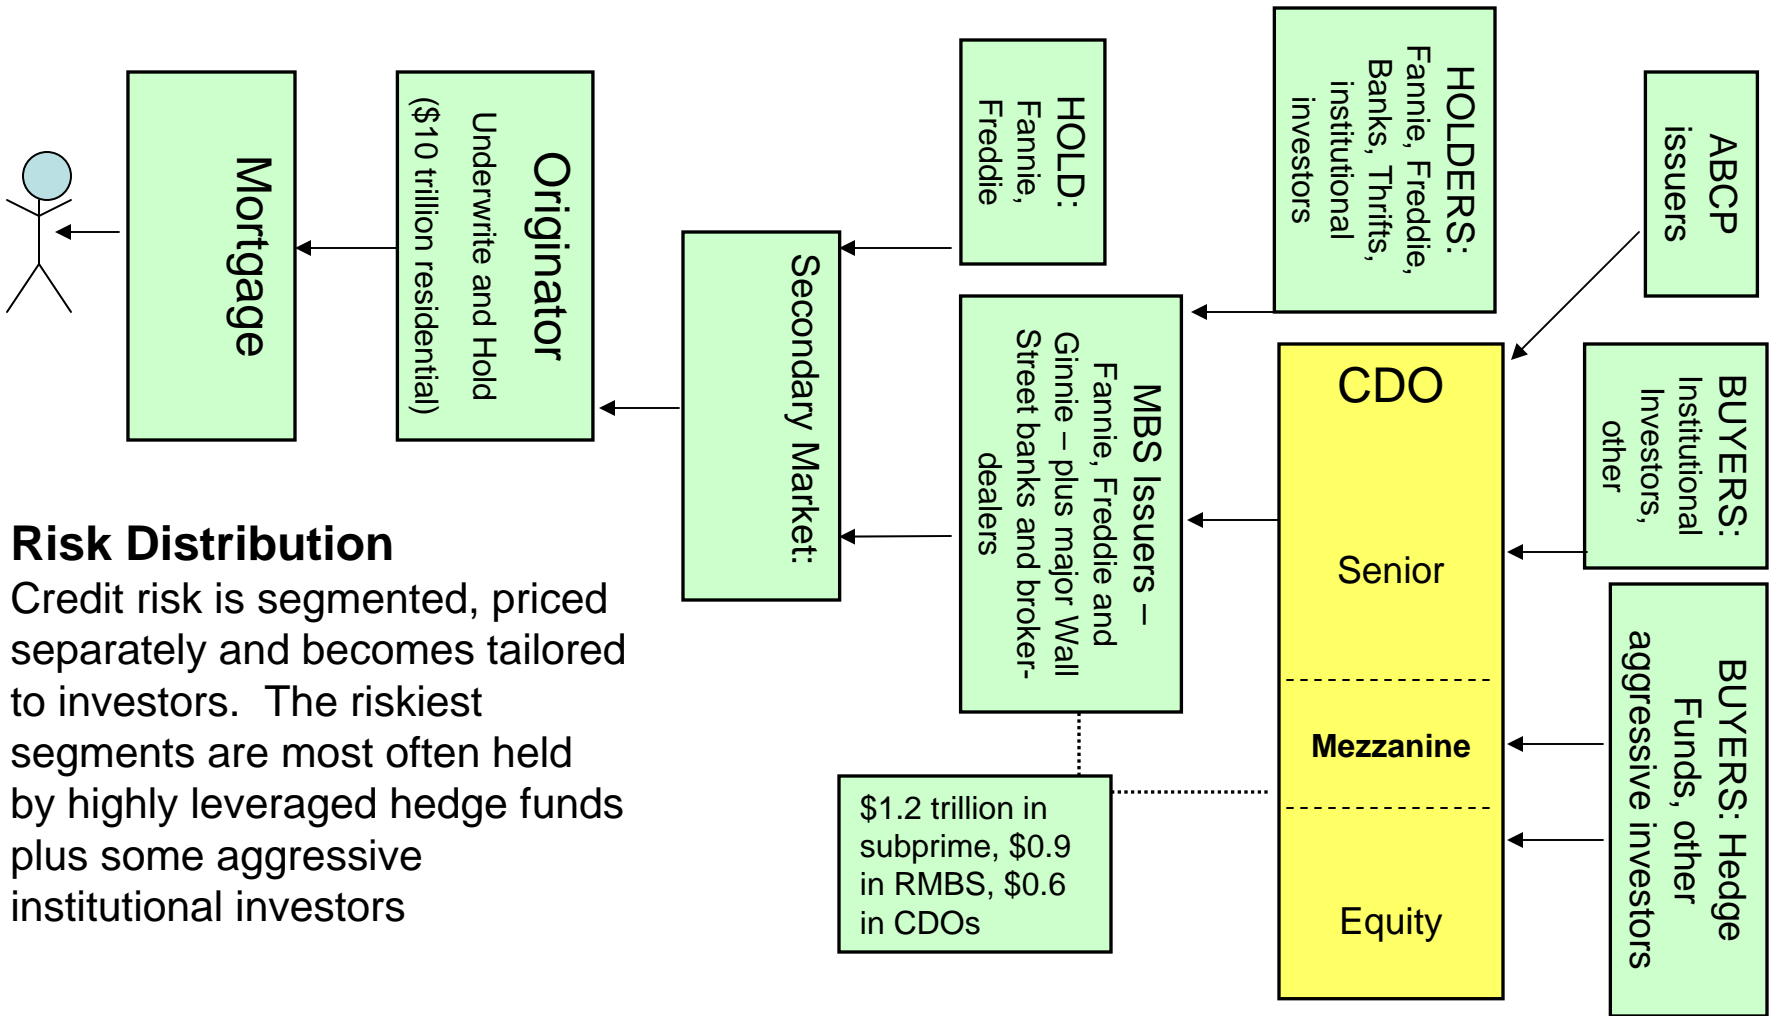 Mortgage
Originator
Underwrite and Hold
($10 trillion residential)
Secondary Market:
HOLD:
Fannie,
Freddie
MBS Issuers –
Fannie, Freddie and
Ginnie – plus major Wall
Street banks and broker-
dealers
HOLDERS:
Fannie, Freddie,
Banks, Thrifts,
institutional
investors
ABCP
issuers
CDO
Senior
Mezzanine
Equity
BUYERS:
Institutional
Investors,
other
BUYERS: Hedge
Funds, other
aggressive investors
$1.2 trillion in
subprime, $0.9
in RMBS, $0.6
in CDOs
Risk Distribution
Credit risk is segmented, priced
separately and becomes tailored
to investors.  The riskiest
segments are most often held
by highly leveraged hedge funds
plus some aggressive
institutional investors